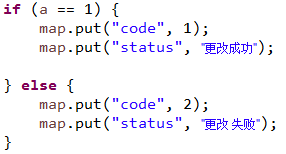 if (a == 1) {
map.put("code", 1);
map.put("status", "更改成功");
} else {
map.put("code", 2);
map.put("status", "更改失败");
}